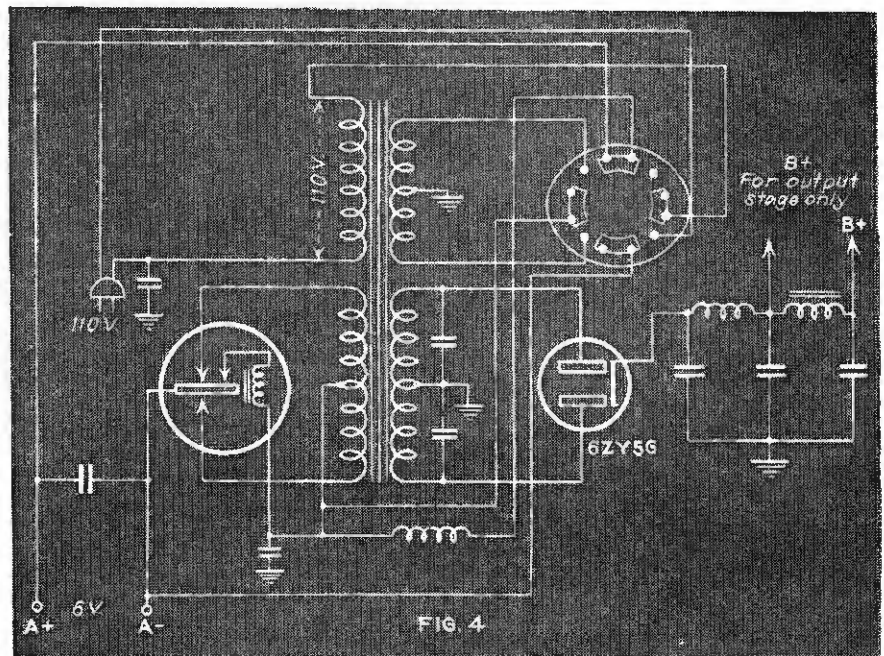 110V.
B+
For output
stage only
B+
110V.
6ZY5G
6V.
A+
A-
FIG. 4